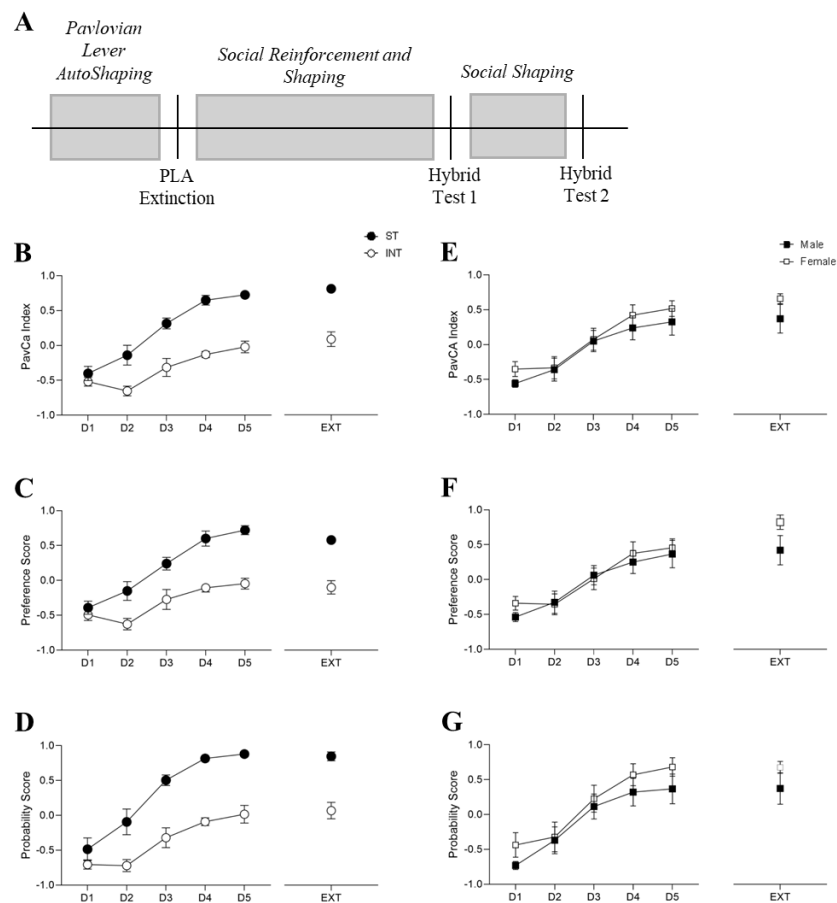 A
Pavlovian
Lever
AutoShaping
Social Reinforcement and
Shaping
Social Shaping
PLA
Extinction
Hybrid
Test 1
Hybrid
Test 2
B
ST
INT
PavCa Index
1.0
0.5
0.0
-0.5
-1.0
D1 D2 D3 D4 D5 EXT
E
Male
Female
PavCA Index
1.0
0.5
0.0
-0.5
-1.0
D1 D2 D3 D4 D5 EXT
C
Preference Score
1.0
0.5
0.0
-0.5
-1.0
D1 D2 D3 D4 D5 EXT
F
Preference Score
1.0
0.5
0.0
-0.5
-1.0
D1 D2 D3 D4 D5 EXT
D
Probability Score
1.0
0.5
0.0
-0.5
-1.0
D1 D2 D3 D4 D5 EXT
G
Probability Score
1.0
0.5
0.0
-0.5
-1.0
D1 D2 D3 D4 D5 EXT